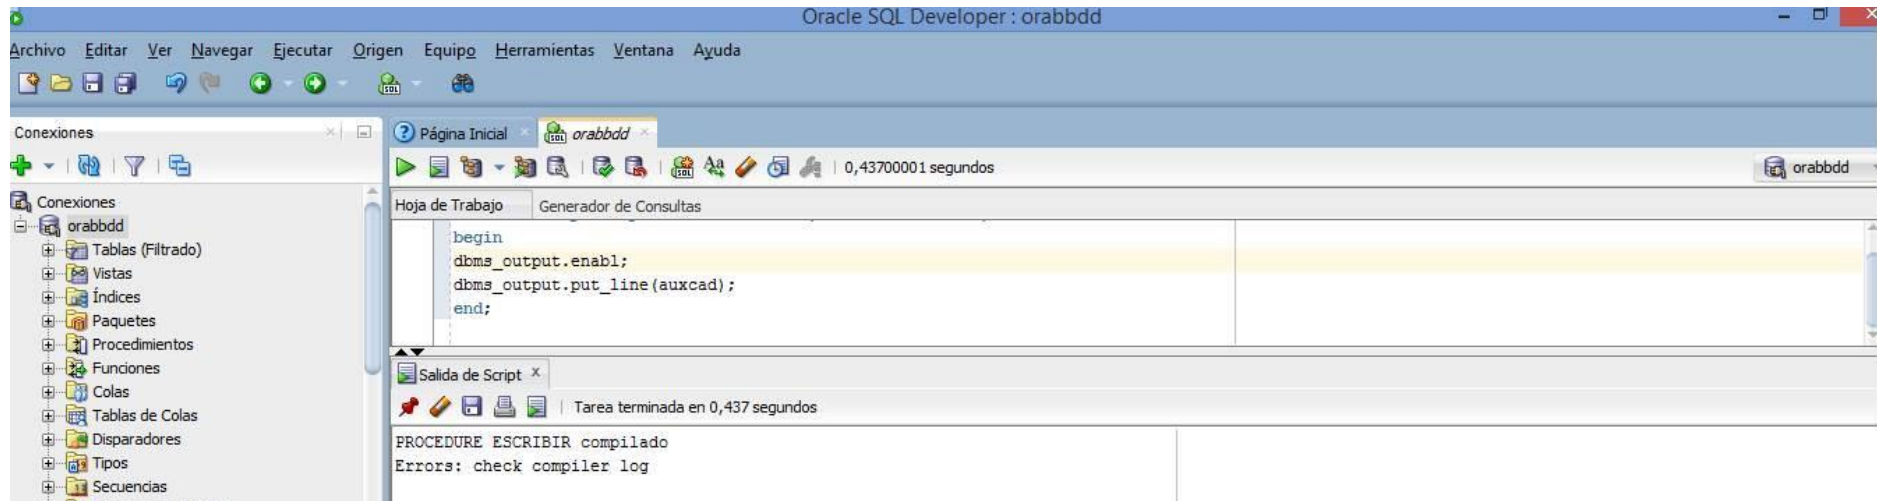 Oracle SQL Developer : orabbdd
Archivo Editar Ver Navegar Ejecutar Origen Equipo Herramientas Ventana Ayuda
Conexiones
Conexiones
orabbdd
Tablas (Filtrado)
Vistas
Índices
Paquetes
Procedimientos
Funciones
Colas
Tablas de Colas
Disparadores
Tipos
Secuencias
Página Inicial
orabbdd
0,43700001 segundos
orabbdd
Hoja de Trabajo
Generador de Consultas
begin
dbms_output.enabl;
dbms_output.put_line(auxcad);
end;
Salida de Script
Tarea terminada en 0,437 segundos
PROCEDURE ESCRIBIR compilado
Errors: check compiler log